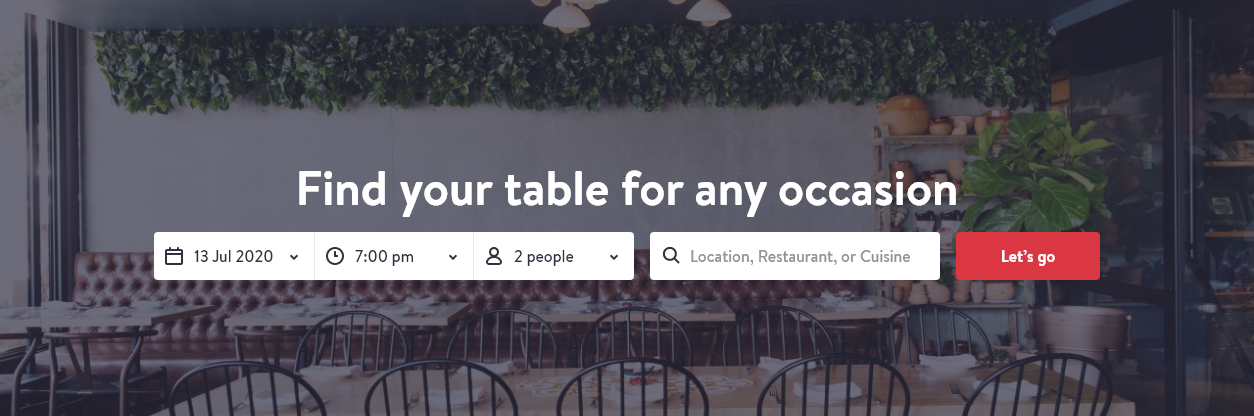 Find your table for any occasion
13 Jul 2020 7:00 pm 2 people Location, Restaurant, or Cuisine Let's go